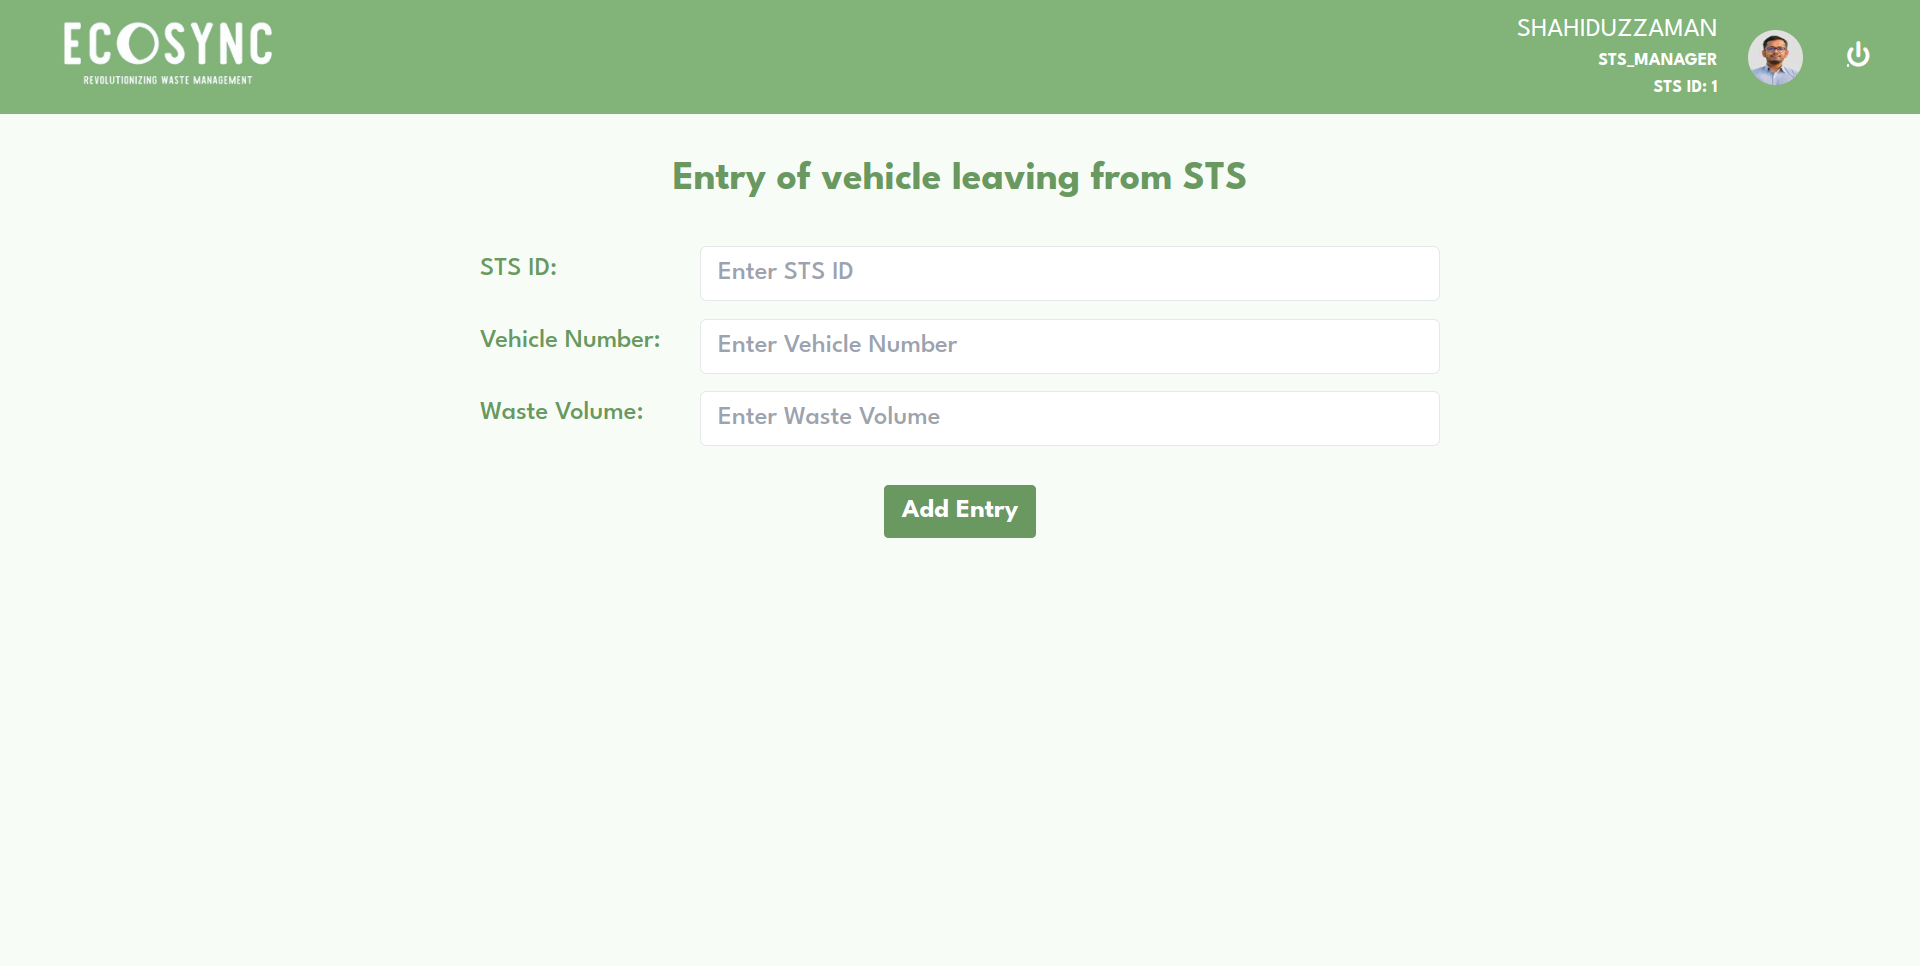 ECOSYNC
REVOLUTIONIZING WASTE MANAGEMENT
SHAHIDUZZAMAN
STS_MANAGER
STS ID: 1
Entry of vehicle leaving from STS
STS ID:
Enter STS ID
Vehicle Number:
Enter Vehicle Number
Waste Volume:
Enter Waste Volume
Add Entry